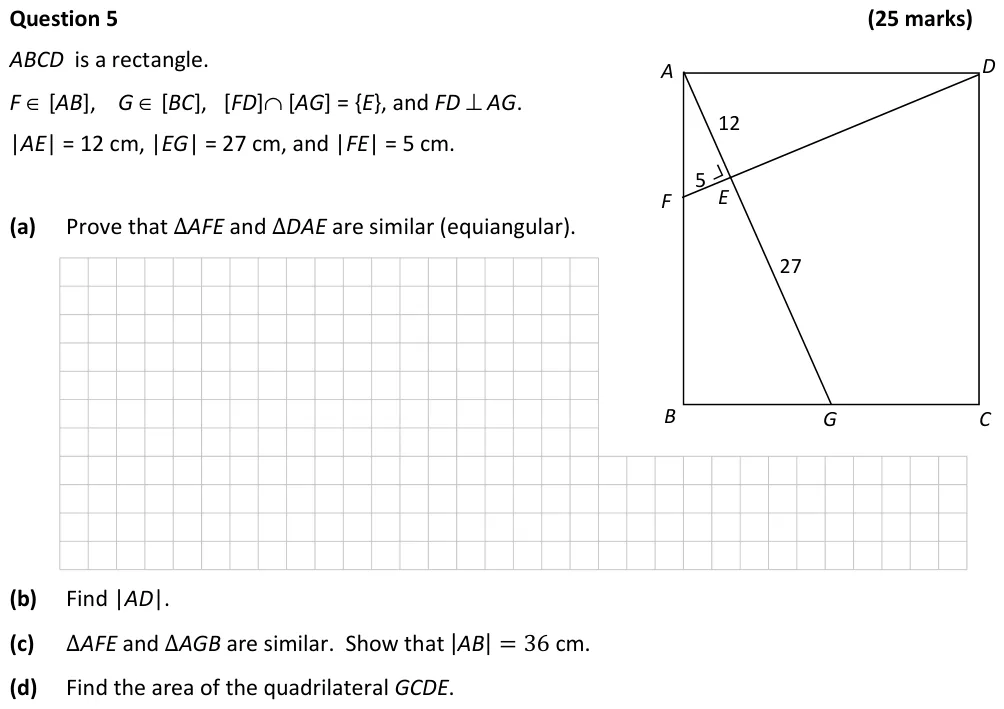 Question 5 (25 marks)
ABCD is a rectangle.
F ∈ [AB], G ∈ [BC], [FD]∩ [AG] = {E}, and FD ⊥ AG.
|AE| = 12 cm, |EG| = 27 cm, and |FE| = 5 cm.
A D
12
5
F E
27
B G C
(a) Prove that ΔAFE and ΔDAE are similar (equiangular).
(b) Find |AD|.
(c) ΔAFE and ΔAGB are similar. Show that |AB| = 36 cm.
(d) Find the area of the quadrilateral GCDE.